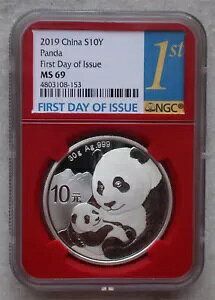 2019 China S10Y
Panda
First Day of Issue
MS 69
4803108-153
1st
FIRST DAY OF ISSUE
NGC
30g Ag .999
10元